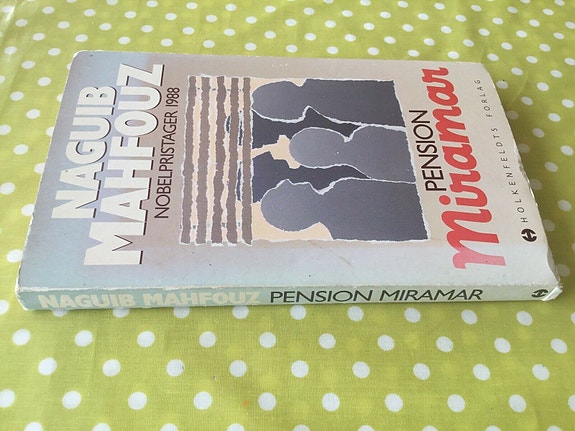 NAGUIB
MAHFOUZ
NOBELPRISTAGER 1988
PENSION
Miramar
HOLKENFELDTS FORLAG
NAGUIB MAHFOUZ PENSION MIRAMAR